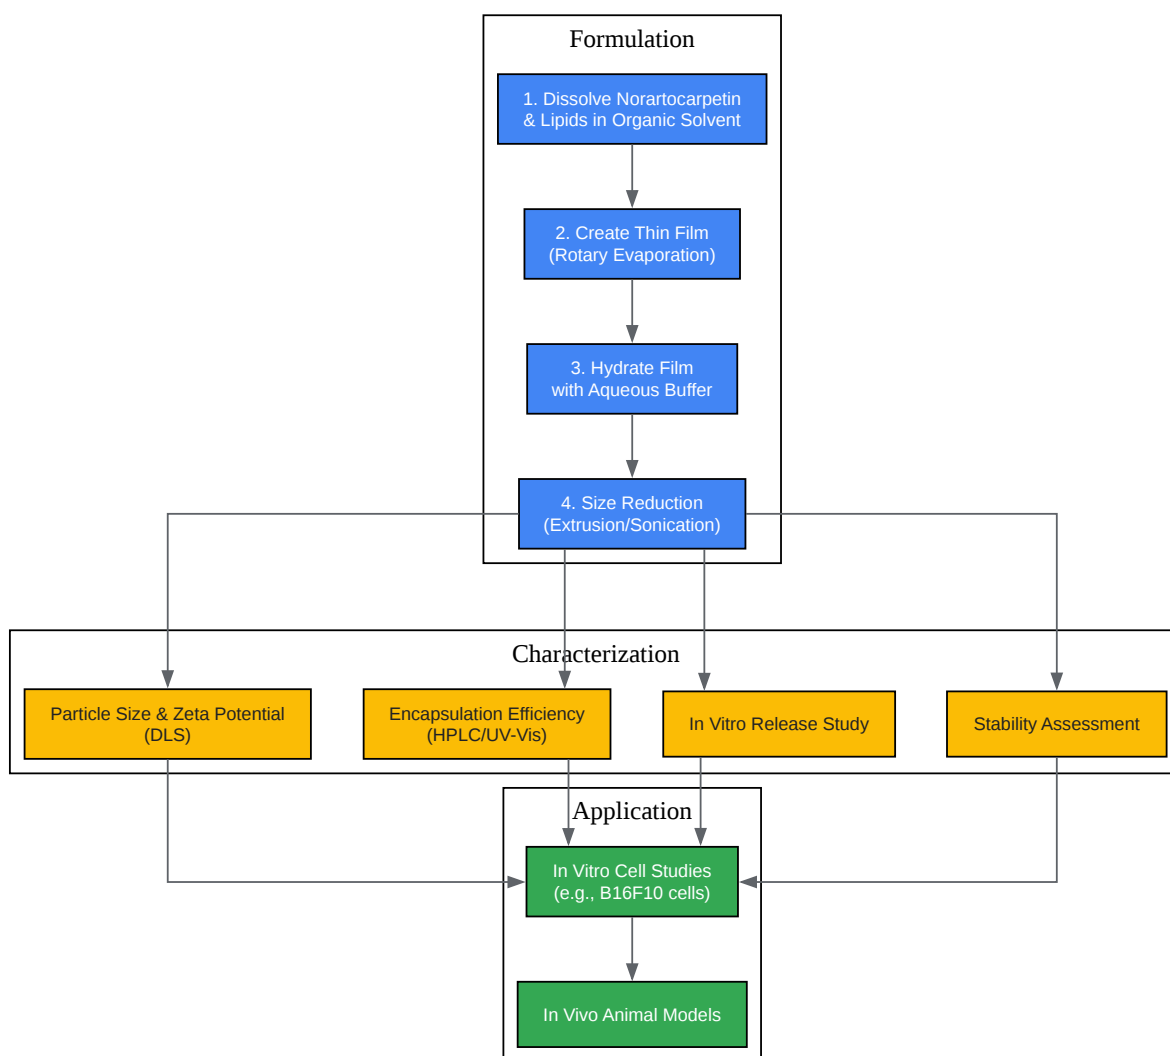 Formulation
1. Dissolve Norartocarpetin
& Lipids in Organic Solvent
2. Create Thin Film
(Rotary Evaporation)
3. Hydrate Film
with Aqueous Buffer
4. Size Reduction
(Extrusion/Sonication)
Characterization
Particle Size & Zeta Potential
(DLS)
Encapsulation Efficiency
(HPLC/UV-Vis)
In Vitro Release Study
Stability Assessment
Application
In Vitro Cell Studies
(e.g., B16F10 cells)
In Vivo Animal Models